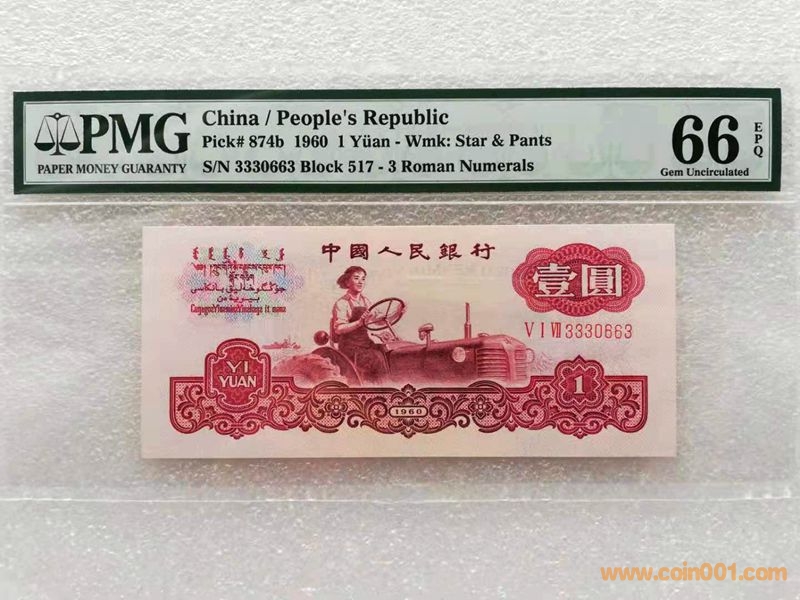 PMG
PAPER MONEY GUARANTY
China / People's Republic
Pick# 874b 1960 1 Yüan - Wmk: Star & Pants
S/N 3330663 Block 517 - 3 Roman Numerals
66
EPQ
Gem Uncirculated
中國人民銀行
壹圓
V I VII 3330663
YI
YUAN
1960
1
www.coin001.com